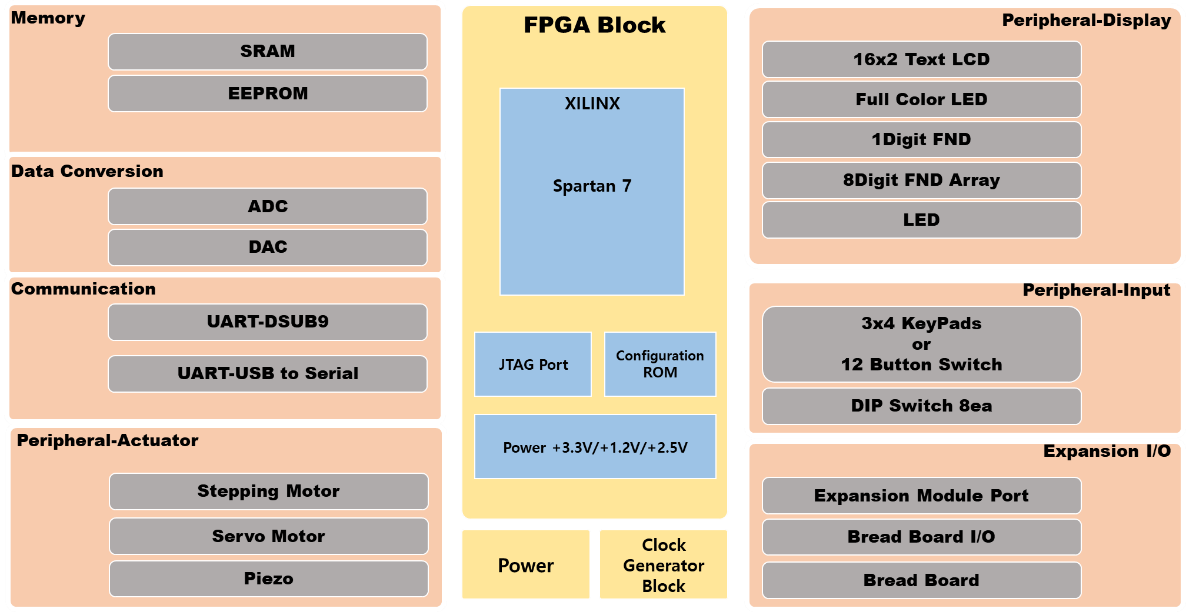 Memory
SRAM
EEPROM
Data Conversion
ADC
DAC
Communication
UART-DSUB9
UART-USB to Serial
Peripheral-Actuator
Stepping Motor
Servo Motor
Piezo
FPGA Block
XILINX
Spartan 7
JTAG Port
Configuration
ROM
Power +3.3V/+1.2V/+2.5V
Power
Clock
Generator
Block
Peripheral-Display
16x2 Text LCD
Full Color LED
1Digit FND
8Digit FND Array
LED
Peripheral-Input
3x4 KeyPads
or
12 Button Switch
DIP Switch 8ea
Expansion I/O
Expansion Module Port
Bread Board I/O
Bread Board